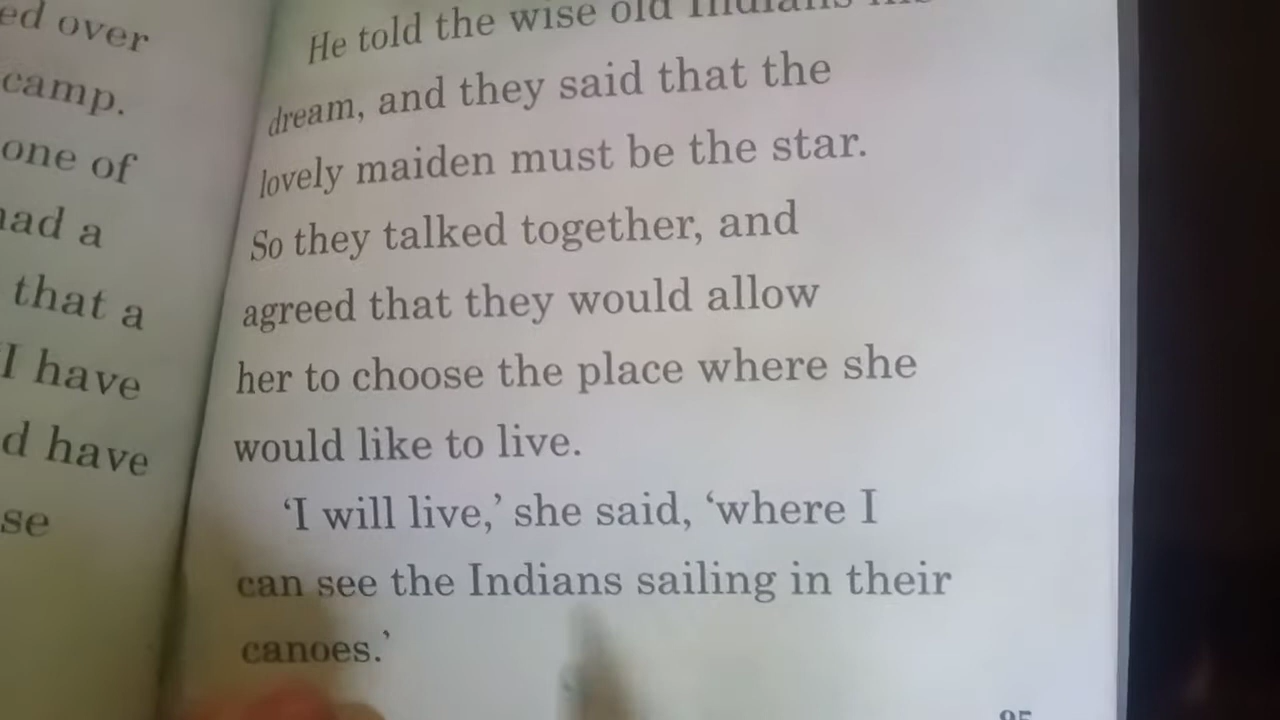 ed over
camp.
one of
had a
that a
I have
d have
se
He told the wise old Indians
dream, and they said that the
lovely maiden must be the star.
So they talked together, and
agreed that they would allow
her to choose the place where she
would like to live.
‘I will live,’ she said, ‘where I
can see the Indians sailing in their
canoes.’